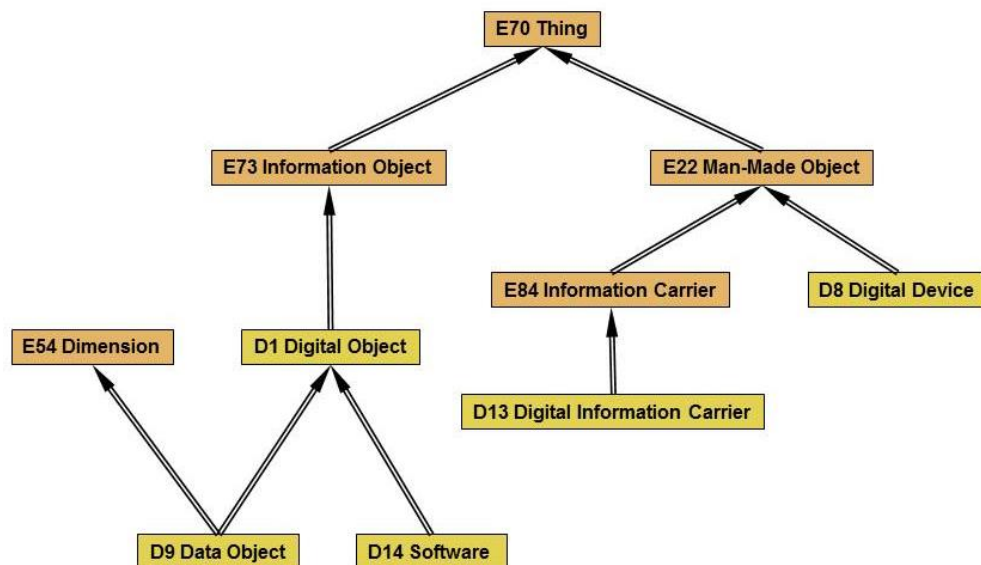 E70 Thing
E73 Information Object
E22 Man-Made Object
E84 Information Carrier
D8 Digital Device
E54 Dimension
D1 Digital Object
D13 Digital Information Carrier
D9 Data Object
D14 Software